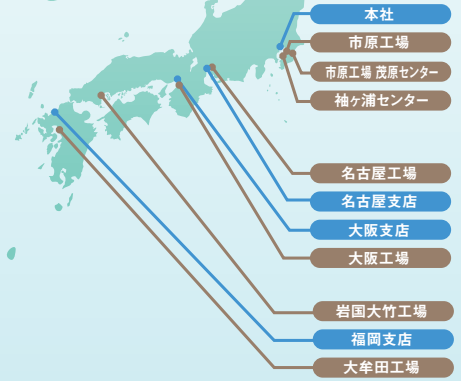 本社
市原工場
市原工場 茂原センター
袖ヶ浦センター
名古屋工場
名古屋支店
大阪支店
大阪工場
岩国大竹工場
福岡支店
大牟田工場